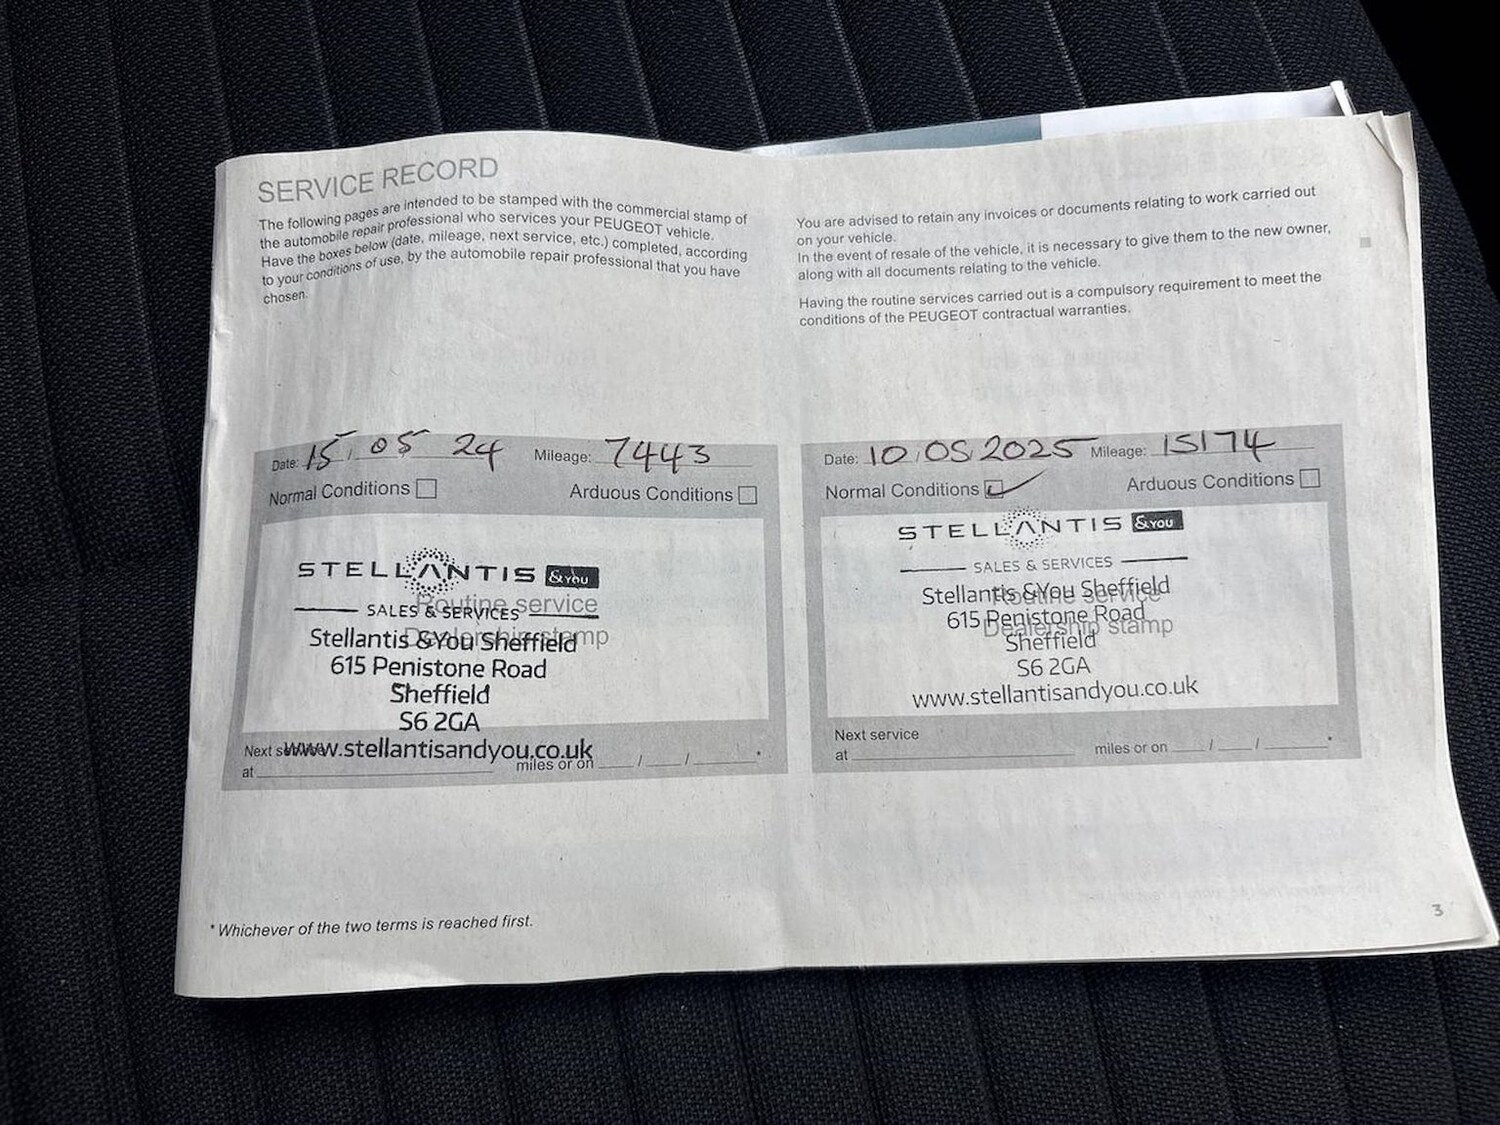 SERVICE RECORD
The following pages are intended to be stamped with the commercial stamp of
the automobile repair professional who services your PEUGEOT vehicle.
Have the boxes below (date, mileage, next service, etc.) completed, according
to your conditions of use, by the automobile repair professional that you have
chosen.
Date: 15 / 05 24 Mileage: 7443
Normal Conditions Arduous Conditions
STELLANTIS &YOU
SALES & SERVICES
Routine service
Stellantis &You Sheffield
Dealership stamp
615 Penistone Road
Sheffield
S6 2GA
www.stellantisandyou.co.uk
Next service
at miles or on / / *
* Whichever of the two terms is reached first.
You are advised to retain any invoices or documents relating to work carried out
on your vehicle.
In the event of resale of the vehicle, it is necessary to give them to the new owner,
along with all documents relating to the vehicle.
Having the routine services carried out is a compulsory requirement to meet the
conditions of the PEUGEOT contractual warranties.
Date: 10 / 05 / 2025 Mileage: 15174
Normal Conditions ✓ Arduous Conditions
STELLANTIS &YOU
SALES & SERVICES
Stellantis &You Sheffield
Routine service
615 Penistone Road
Dealership stamp
Sheffield
S6 2GA
www.stellantisandyou.co.uk
Next service
at miles or on / / *
3